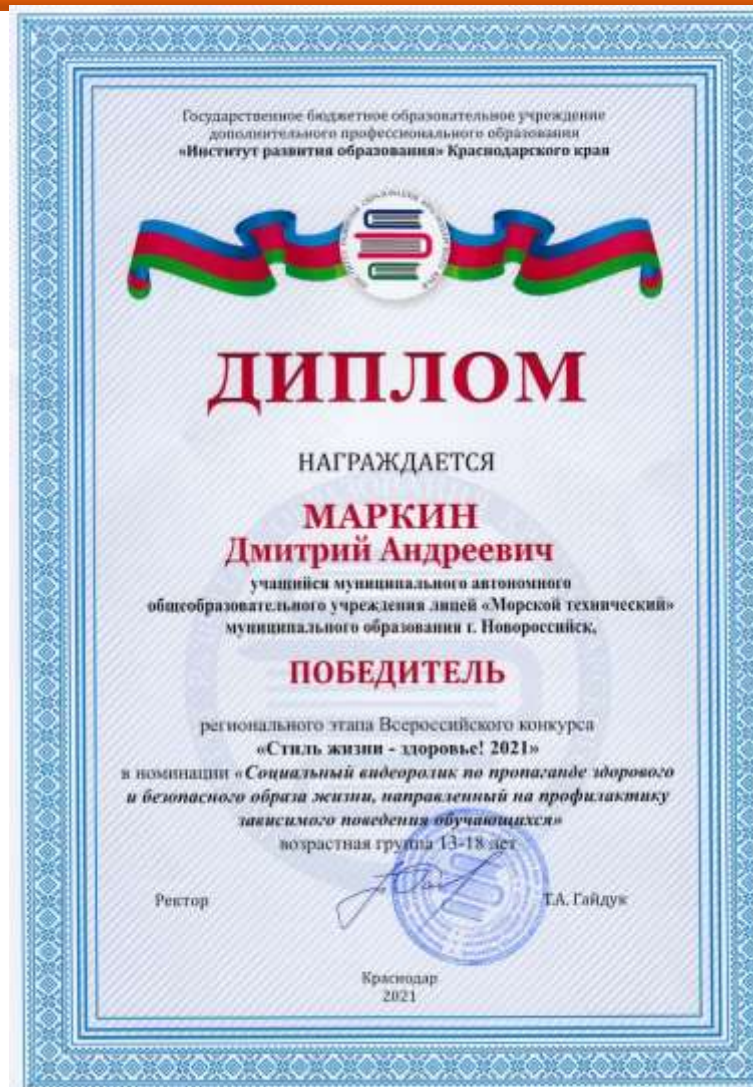 Государственное бюджетное образовательное учреждение
дополнительного профессионального образования
«Институт развития образования» Краснодарского края
ДИПЛОМ
НАГРАЖДАЕТСЯ
МАРКИН
Дмитрий Андреевич
учащийся муниципального автономного
общеобразовательного учреждения лицей «Морской технический»
муниципального образования г. Новороссийск,
ПОБЕДИТЕЛЬ
регионального этапа Всероссийского конкурса
«Стиль жизни - здоровье! 2021»
в номинации «Социальный видеоролик по пропаганде здорового
и безопасного образа жизни, направленный на профилактику
зависимого поведения обучающихся»
возрастная группа 13-18 лет
Ректор Т.А. Гайдук
Краснодар
2021